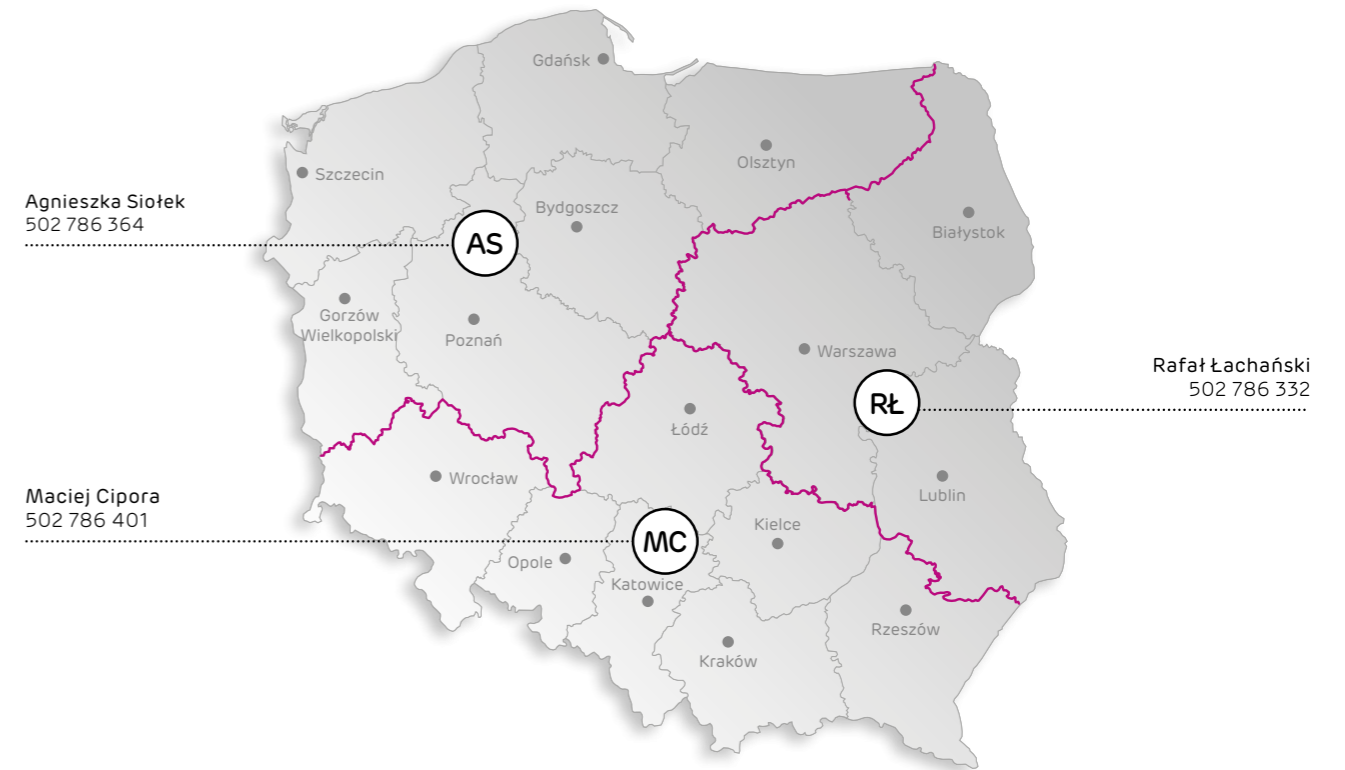 Gdańsk
Olsztyn
Szczecin
Agnieszka Siołek
502 786 364
Bydgoszcz
AS
Białystok
Gorzów
Wielkopolski
Poznań
Warszawa
Rafał Łachański
502 786 332
RŁ
Łódź
Wrocław
Lublin
Maciej Cipora
502 786 401
Kielce
MC
Opole
Katowice
Rzeszów
Kraków